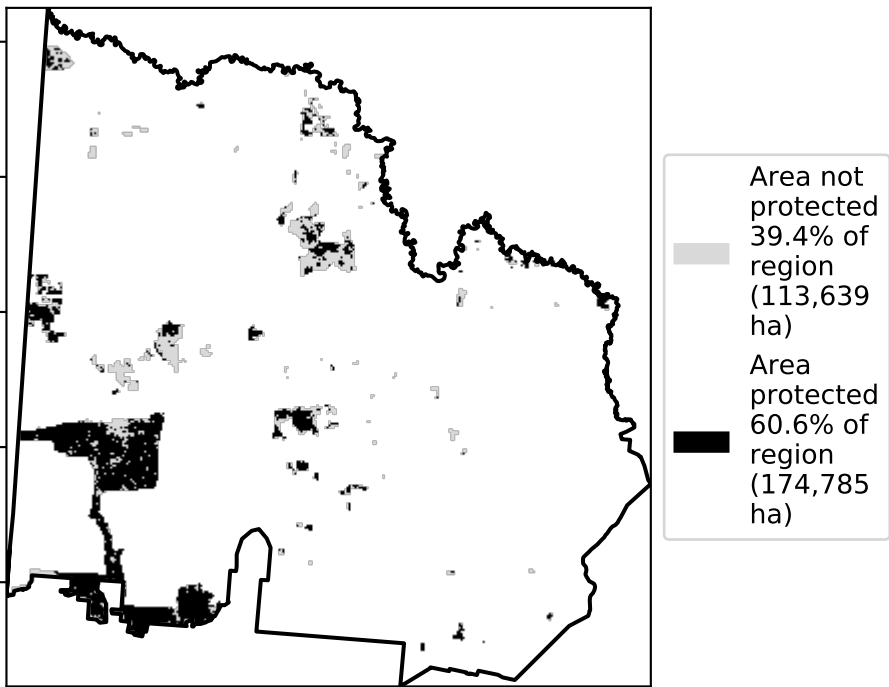 Area not
protected
39.4% of
region
(113,639
ha)
Area
protected
60.6% of
region
(174,785
ha)